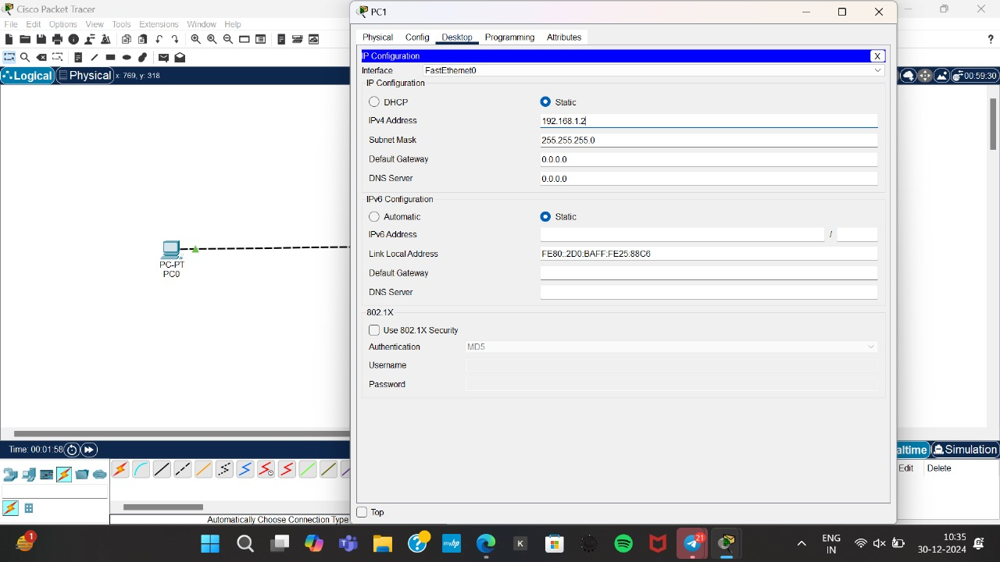 Cisco Packet Tracer
File Edit Options View Tools Extensions Window Help
?
Logical Physical x: 769, y: 318
00:59:30
PC-PT
PC0
PC1
Physical Config Desktop Programming Attributes
IP Configuration X
Interface FastEthernet0
IP Configuration
DHCP Static
IPv4 Address 192.168.1.2
Subnet Mask 255.255.255.0
Default Gateway 0.0.0.0
DNS Server 0.0.0.0
IPv6 Configuration
Automatic Static
IPv6 Address /
Link Local Address FE80::2D0:BAFF:FE25:88C6
Default Gateway
DNS Server
802.1X
Use 802.1X Security
Authentication MD5
Username
Password
Top
Time: 00:01:58
altime Simulation
Edit Delete
Automatically Choose Connection Type
1 myhp K 21
ENG
IN
10:35
30-12-2024